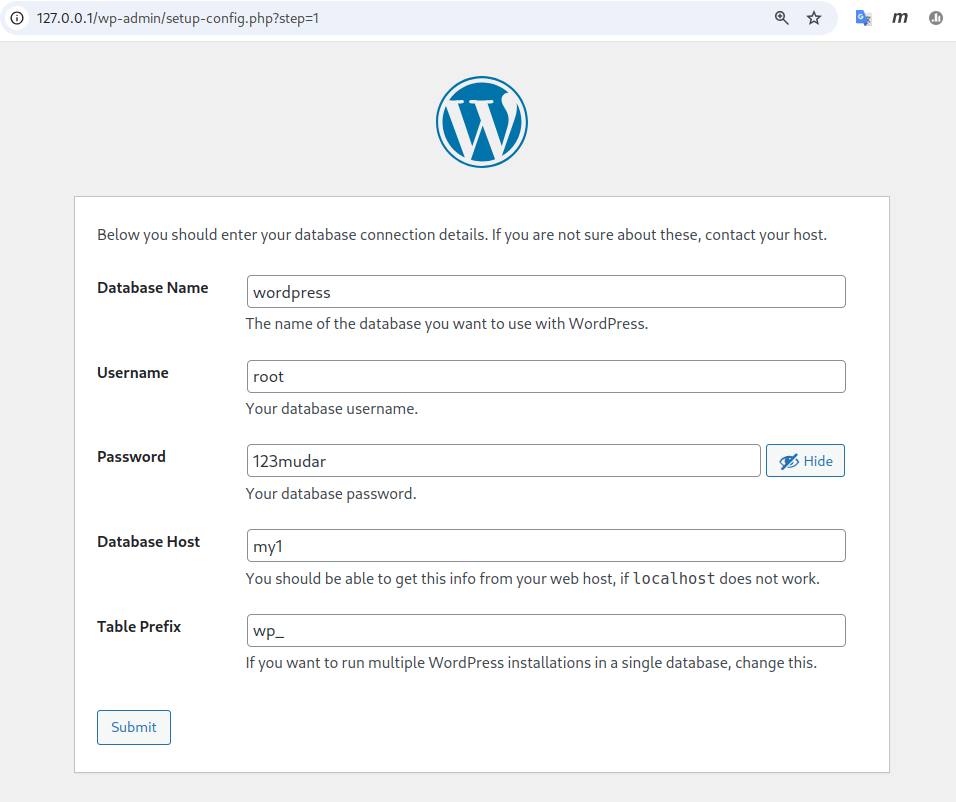 127.0.0.1/wp-admin/setup-config.php?step=1
Below you should enter your database connection details. If you are not sure about these, contact your host.
Database Name
wordpress
The name of the database you want to use with WordPress.
Username
root
Your database username.
Password
123mudar
Hide
Your database password.
Database Host
my1
You should be able to get this info from your web host, if localhost does not work.
Table Prefix
wp_
If you want to run multiple WordPress installations in a single database, change this.
Submit